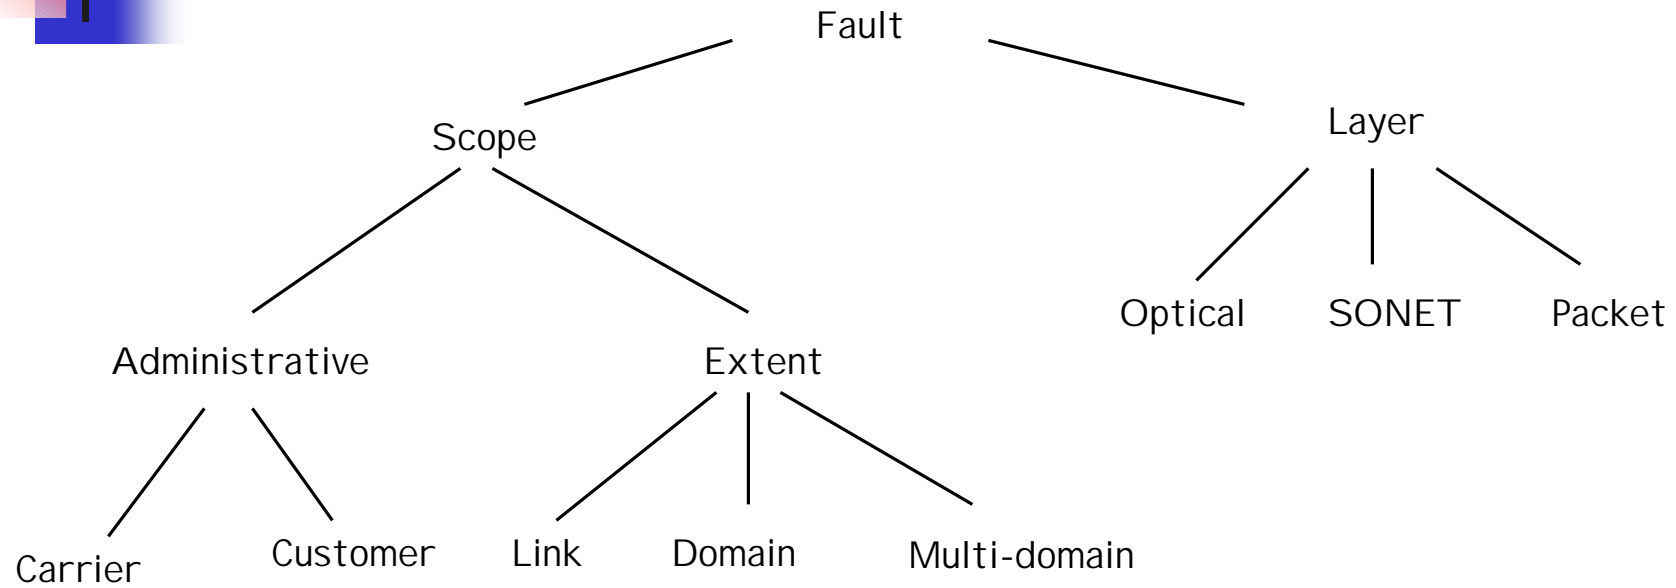 Fault
Scope
Layer
Optical SONET Packet
Administrative Extent
Carrier Customer Link Domain Multi-domain